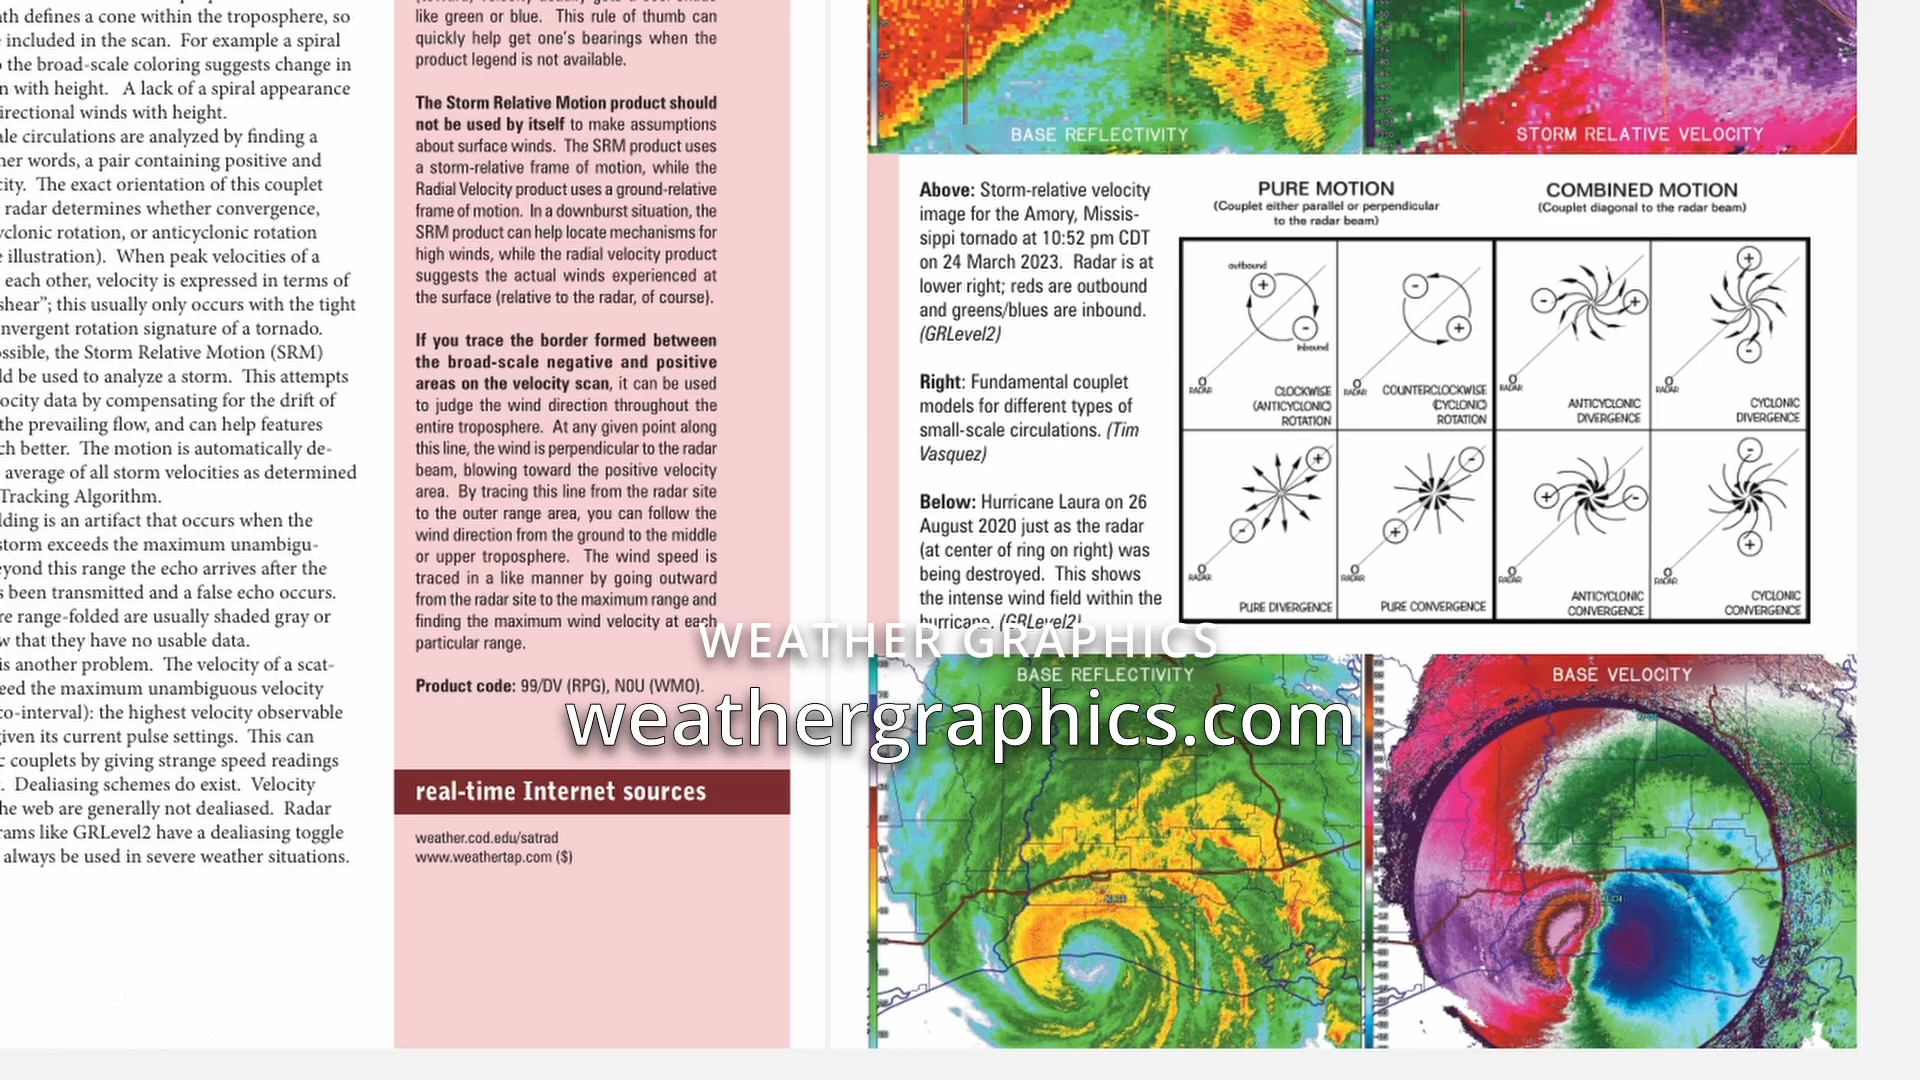 ath defines a cone within the troposphere, so
e included in the scan. For example a spiral
o the broad-scale coloring suggests change in
n with height. A lack of a spiral appearance
irectional winds with height.
ale circulations are analyzed by finding a
her words, a pair containing positive and
city. The exact orientation of this couplet
radar determines whether convergence,
yclonic rotation, or anticyclonic rotation
e illustration). When peak velocities of a
each other, velocity is expressed in terms of
shear”; this usually only occurs with the tight
nvergent rotation signature of a tornado.
ossible, the Storm Relative Motion (SRM)
ld be used to analyze a storm. This attempts
locity data by compensating for the drift of
the prevailing flow, and can help features
ch better. The motion is automatically de-
average of all storm velocities as determined
Tracking Algorithm.
lding is an artifact that occurs when the
storm exceeds the maximum unambigu-
eyond this range the echo arrives after the
s been transmitted and a false echo occurs.
re range-folded are usually shaded gray or
w that they have no usable data.
is another problem. The velocity of a scat-
eed the maximum unambiguous velocity
co-interval): the highest velocity observable
given its current pulse settings. This can
c couplets by giving strange speed readings
. Dealiasing schemes do exist. Velocity
he web are generally not dealiased. Radar
rams like GRLevel2 have a dealiasing toggle
always be used in severe weather situations.
like green or blue. This rule of thumb can
quickly help get one's bearings when the
product legend is not available.
The Storm Relative Motion product should
not be used by itself to make assumptions
about surface winds. The SRM product uses
a storm-relative frame of motion, while the
Radial Velocity product uses a ground-relative
frame of motion. In a downburst situation, the
SRM product can help locate mechanisms for
high winds, while the radial velocity product
suggests the actual winds experienced at
the surface (relative to the radar, of course).
If you trace the border formed between
the broad-scale negative and positive
areas on the velocity scan, it can be used
to judge the wind direction throughout the
entire troposphere. At any given point along
this line, the wind is perpendicular to the radar
beam, blowing toward the positive velocity
area. By tracing this line from the radar site
to the outer range area, you can follow the
wind direction from the ground to the middle
or upper troposphere. The wind speed is
traced in a like manner by going outward
from the radar site to the maximum range and
finding the maximum wind velocity at each
particular range.
Product code: 99/DV (RPG), N0U (WMO).
real-time Internet sources
weather.cod.edu/satrad
www.weathertap.com ($)
BASE REFLECTIVITY
STORM RELATIVE VELOCITY
Above: Storm-relative velocity
image for the Amory, Missis-
sippi tornado at 10:52 pm CDT
on 24 March 2023. Radar is at
lower right; reds are outbound
and greens/blues are inbound.
(GRLevel2)
Right: Fundamental couplet
models for different types of
small-scale circulations. (Tim
Vasquez)
Below: Hurricane Laura on 26
August 2020 just as the radar
(at center of ring on right) was
being destroyed. This shows
the intense wind field within the
hurricane. (GRLevel2)
PURE MOTION
(Couplet either parallel or perpendicular
to the radar beam)
COMBINED MOTION
(Couplet diagonal to the radar beam)
outbound
+
-
inbound
RADAR
CLOCKWISE
(ANTICYCLONIC)
ROTATION
-
+
RADAR
COUNTERCLOCKWISE
(CYCLONIC)
ROTATION
-
+
RADAR
ANTICYCLONIC
DIVERGENCE
+
-
RADAR
CYCLONIC
DIVERGENCE
+
-
RADAR
PURE DIVERGENCE
-
+
RADAR
PURE CONVERGENCE
+
-
RADAR
ANTICYCLONIC
CONVERGENCE
-
+
RADAR
CYCLONIC
CONVERGENCE
WEATHER GRAPHICS
weathergraphics.com
BASE REFLECTIVITY
BASE VELOCITY